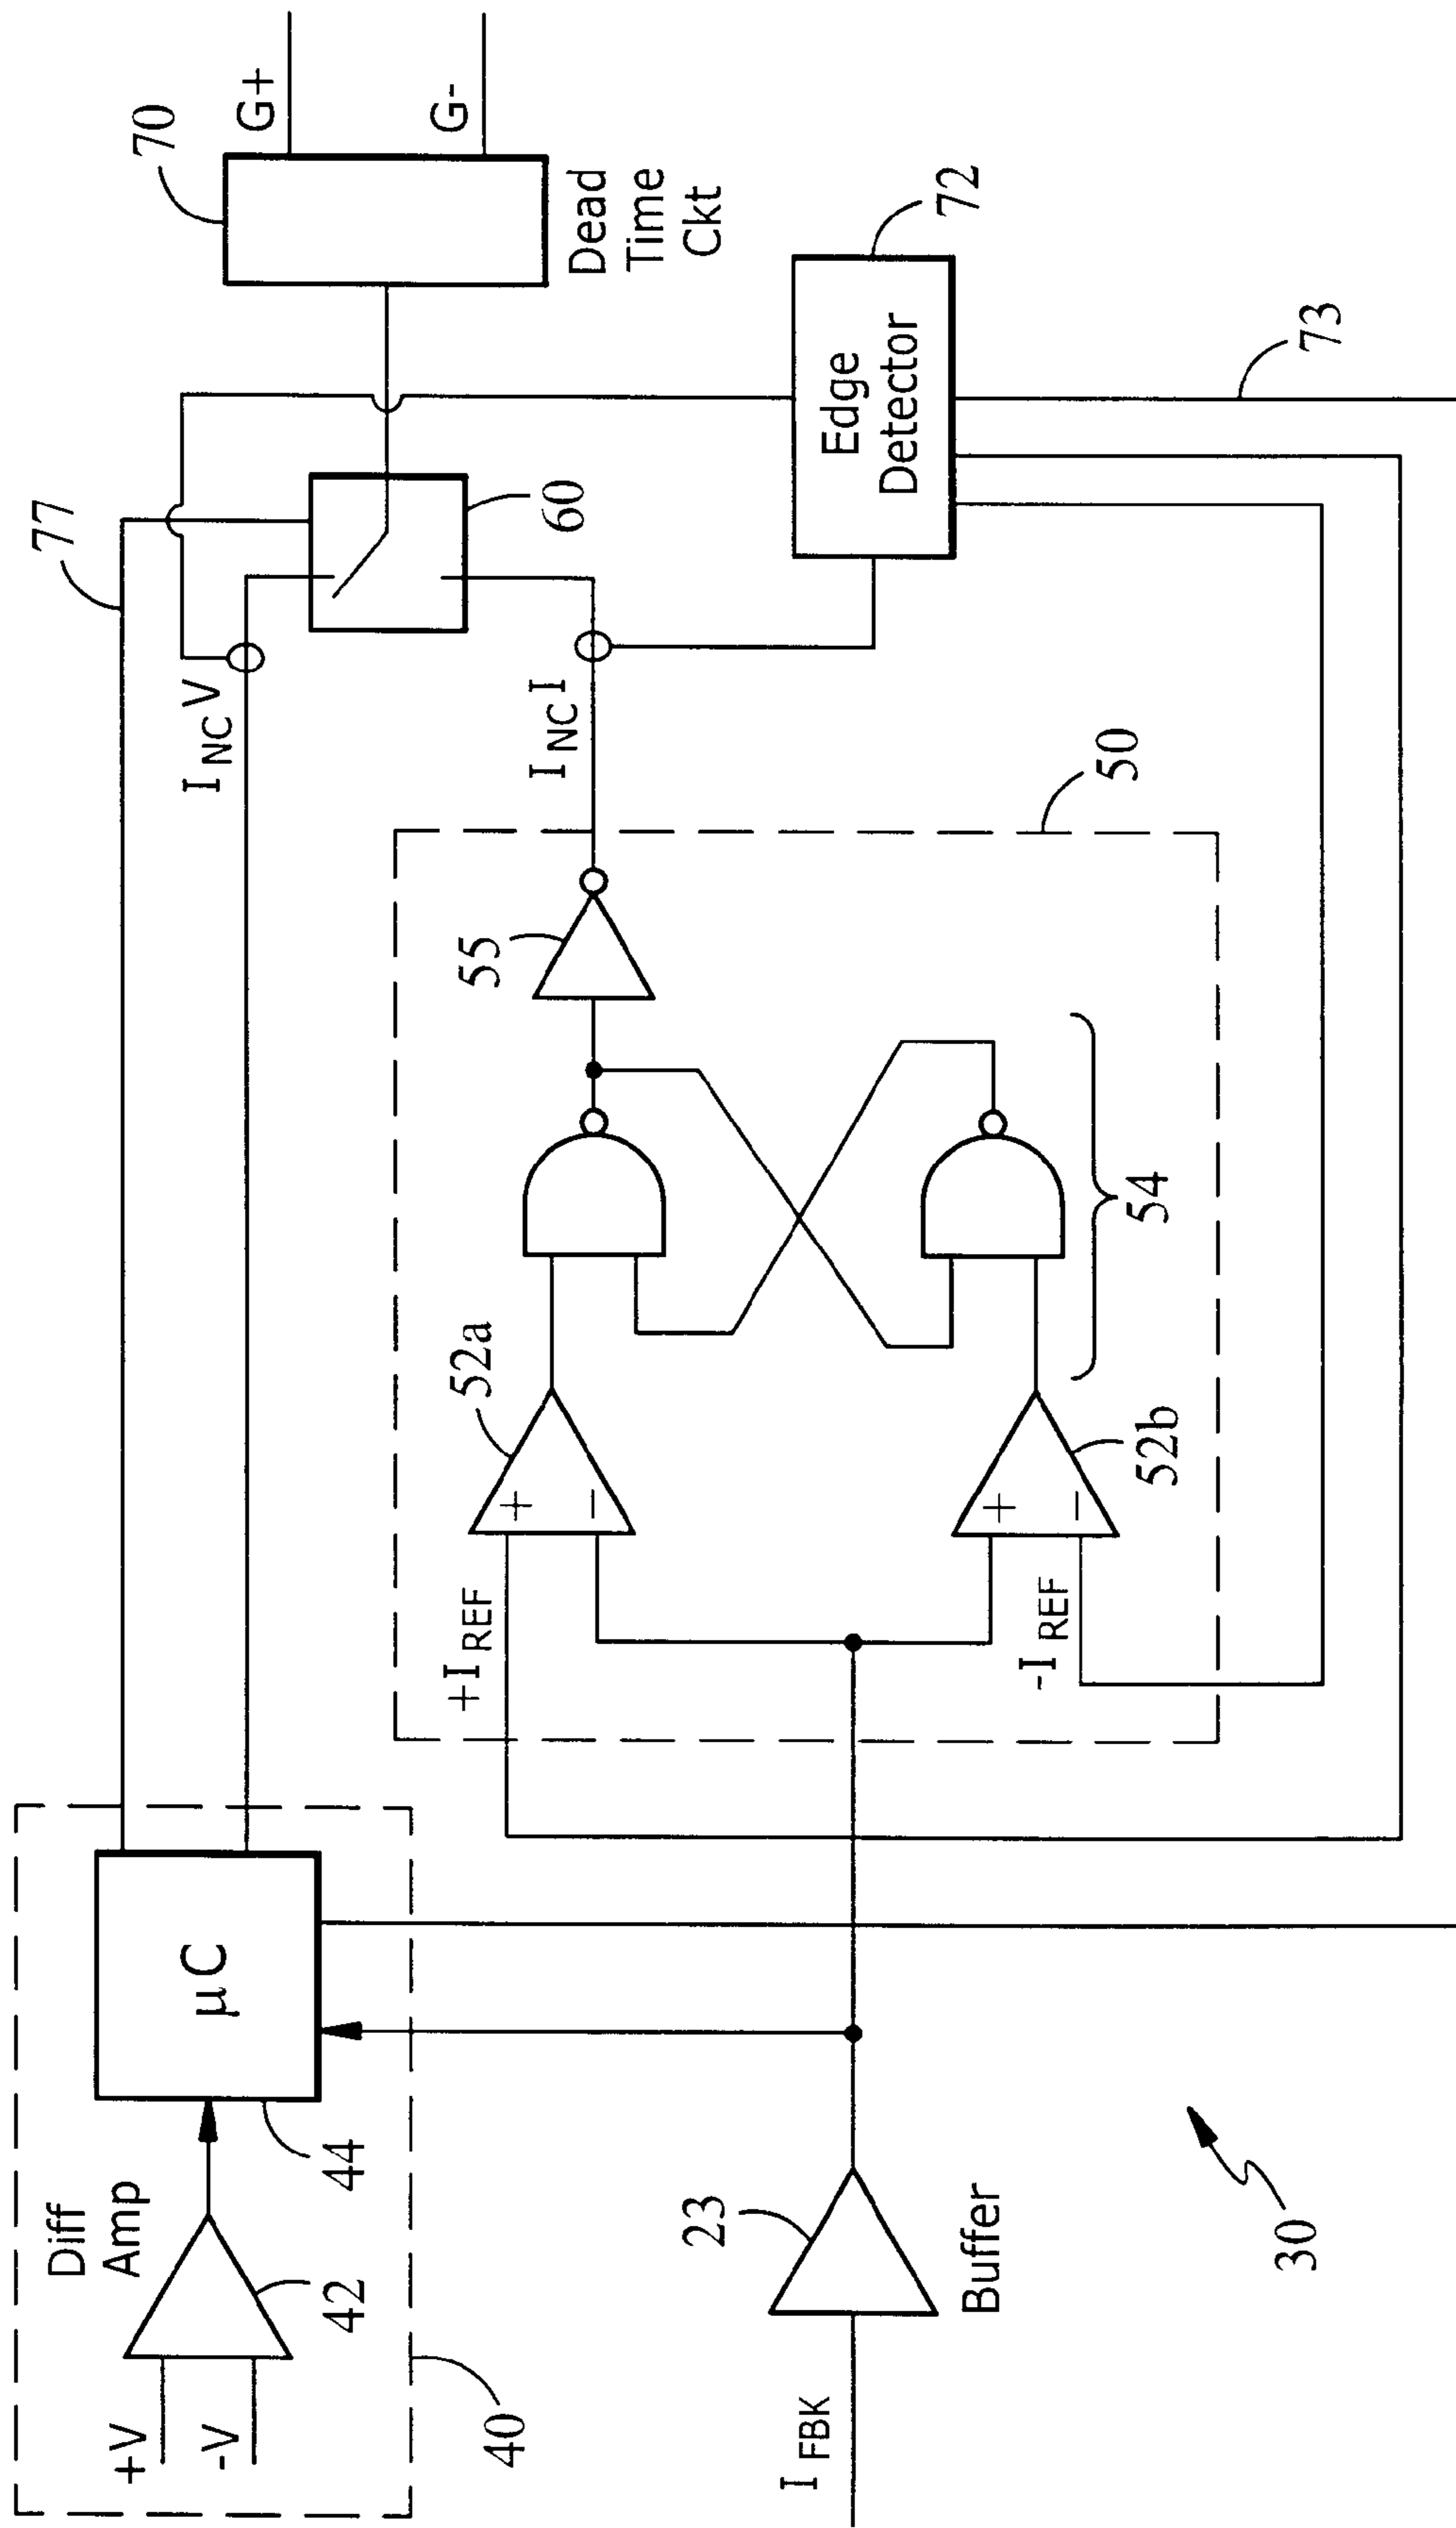 +V
-V
Diff
Amp
42
44
40
µC
77
I NC V
60
70
G+
G-
Dead
Time
Ckt
I FBK
23
Buffer
+I REF
-I REF
+
−
+
−
52a
52b
54
55
50
I NC I
Edge
Detector
72
73
30